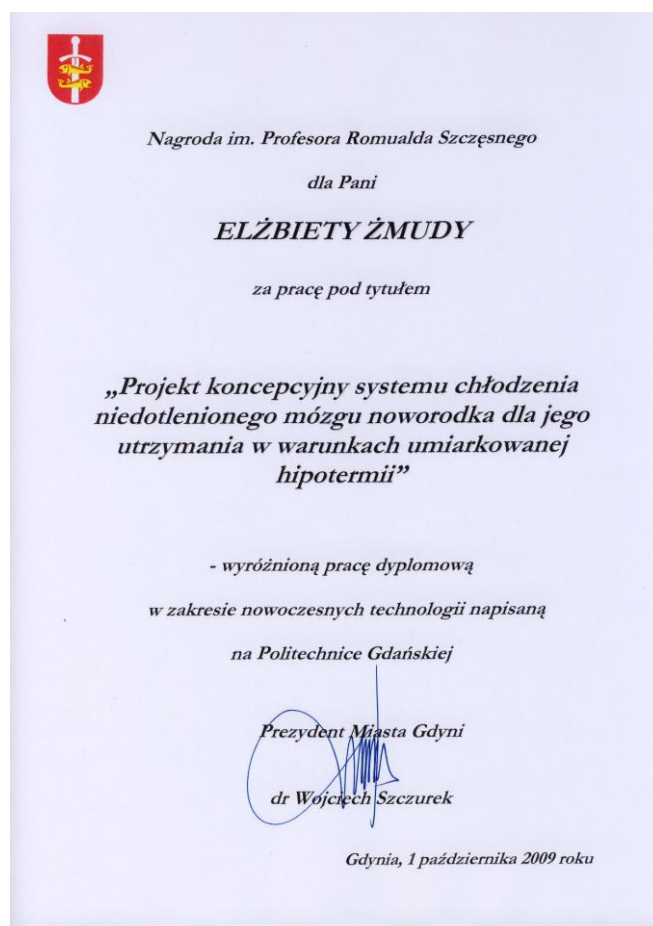 Nagroda im. Profesora Romualda Szczęsnego
dla Pani
ELŻBIETY ŻMUDY
za pracę pod tytułem
„Projekt koncepcyjny systemu chłodzenia
niedotlenionego mózgu noworodka dla jego
utrzymania w warunkach umiarkowanej
hipotermii”
- wyróżnioną pracę dyplomową
w zakresie nowoczesnych technologii napisaną
na Politechnice Gdańskiej
Prezydent Miasta Gdyni
dr Wojciech Szczurek
Gdynia, 1 października 2009 roku